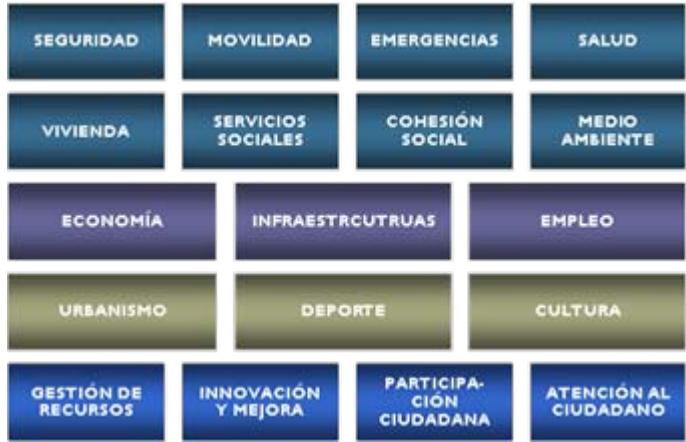 SEGURIDAD
MOVILIDAD
EMERGENCIAS
SALUD
VIVIENDA
SERVICIOS
SOCIALES
COHESIÓN
SOCIAL
MEDIO
AMBIENTE
ECONOMÍA
INFRAESTRCUTRUAS
EMPLEO
URBANISMO
DEPORTE
CULTURA
GESTIÓN DE
RECURSOS
INNOVACIÓN
Y MEJORA
PARTICIPA-
CIÓN
CIUDADANA
ATENCIÓN AL
CIUDADANO